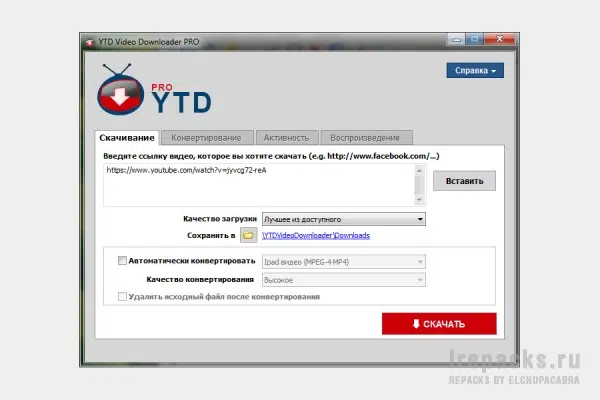 YTD Video Downloader PRO
Справка
PRO
YTD
Скачивание Конвертирование Активность Воспроизведение
Введите ссылку видео, которое вы хотите скачать (e.g. http://www.facebook.com/...)
https://www.youtube.com/watch?v=jyvcg72-reA
Вставить
Качество загрузки Лучшее из доступного
Сохранить в \YTDVideoDownloader\Downloads
Автоматически конвертировать Ipad видео (MPEG-4 MP4)
Качество конвертирования Высокое
Удалить исходный файл после конвертирования
СКАЧАТЬ
lrepacks.ru
REPACKS BY ELCHUPACABRA